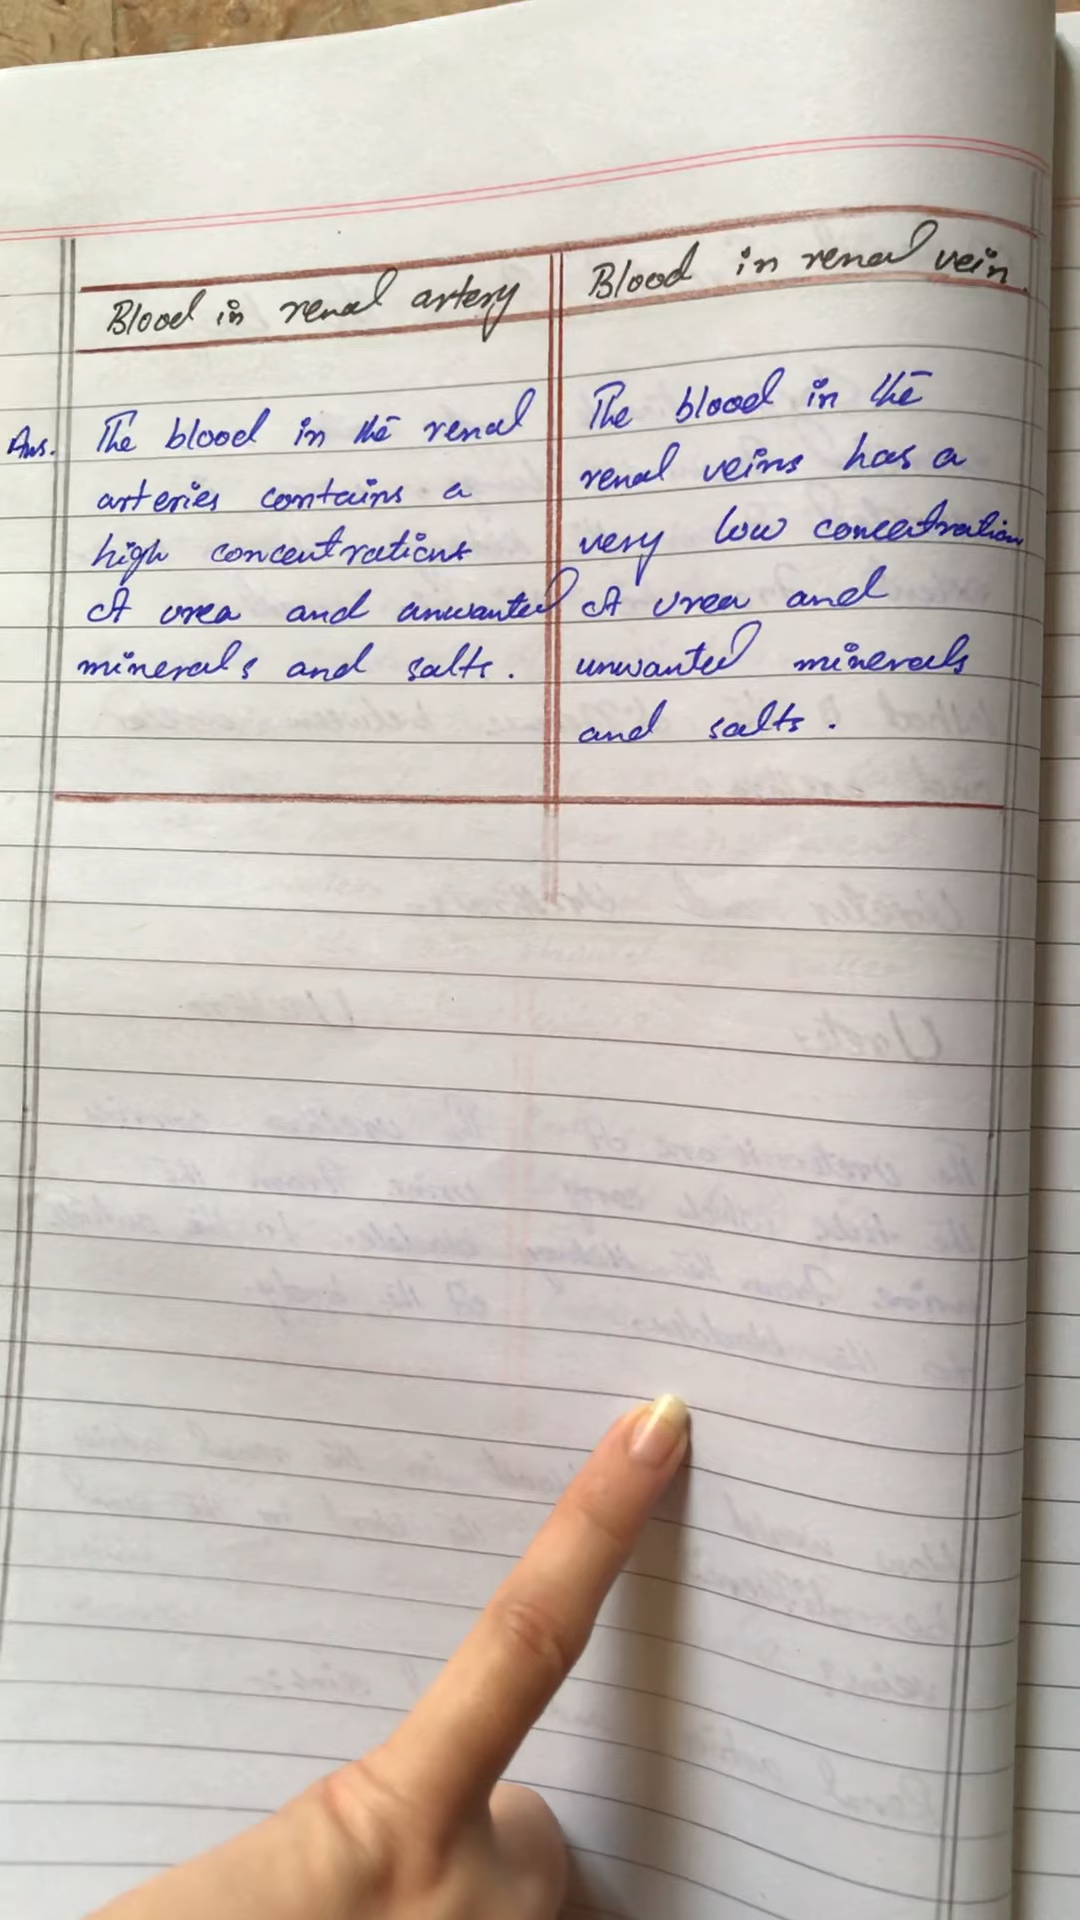 Blood in renal artery
Blood in renal vein.
Ans.
The blood in the renal
arteries contains a
high concentrations
of urea and unwanted
minerals and salts.
The blood in the
renal veins has a
very low concentration
of urea and
unwanted minerals
and salts.